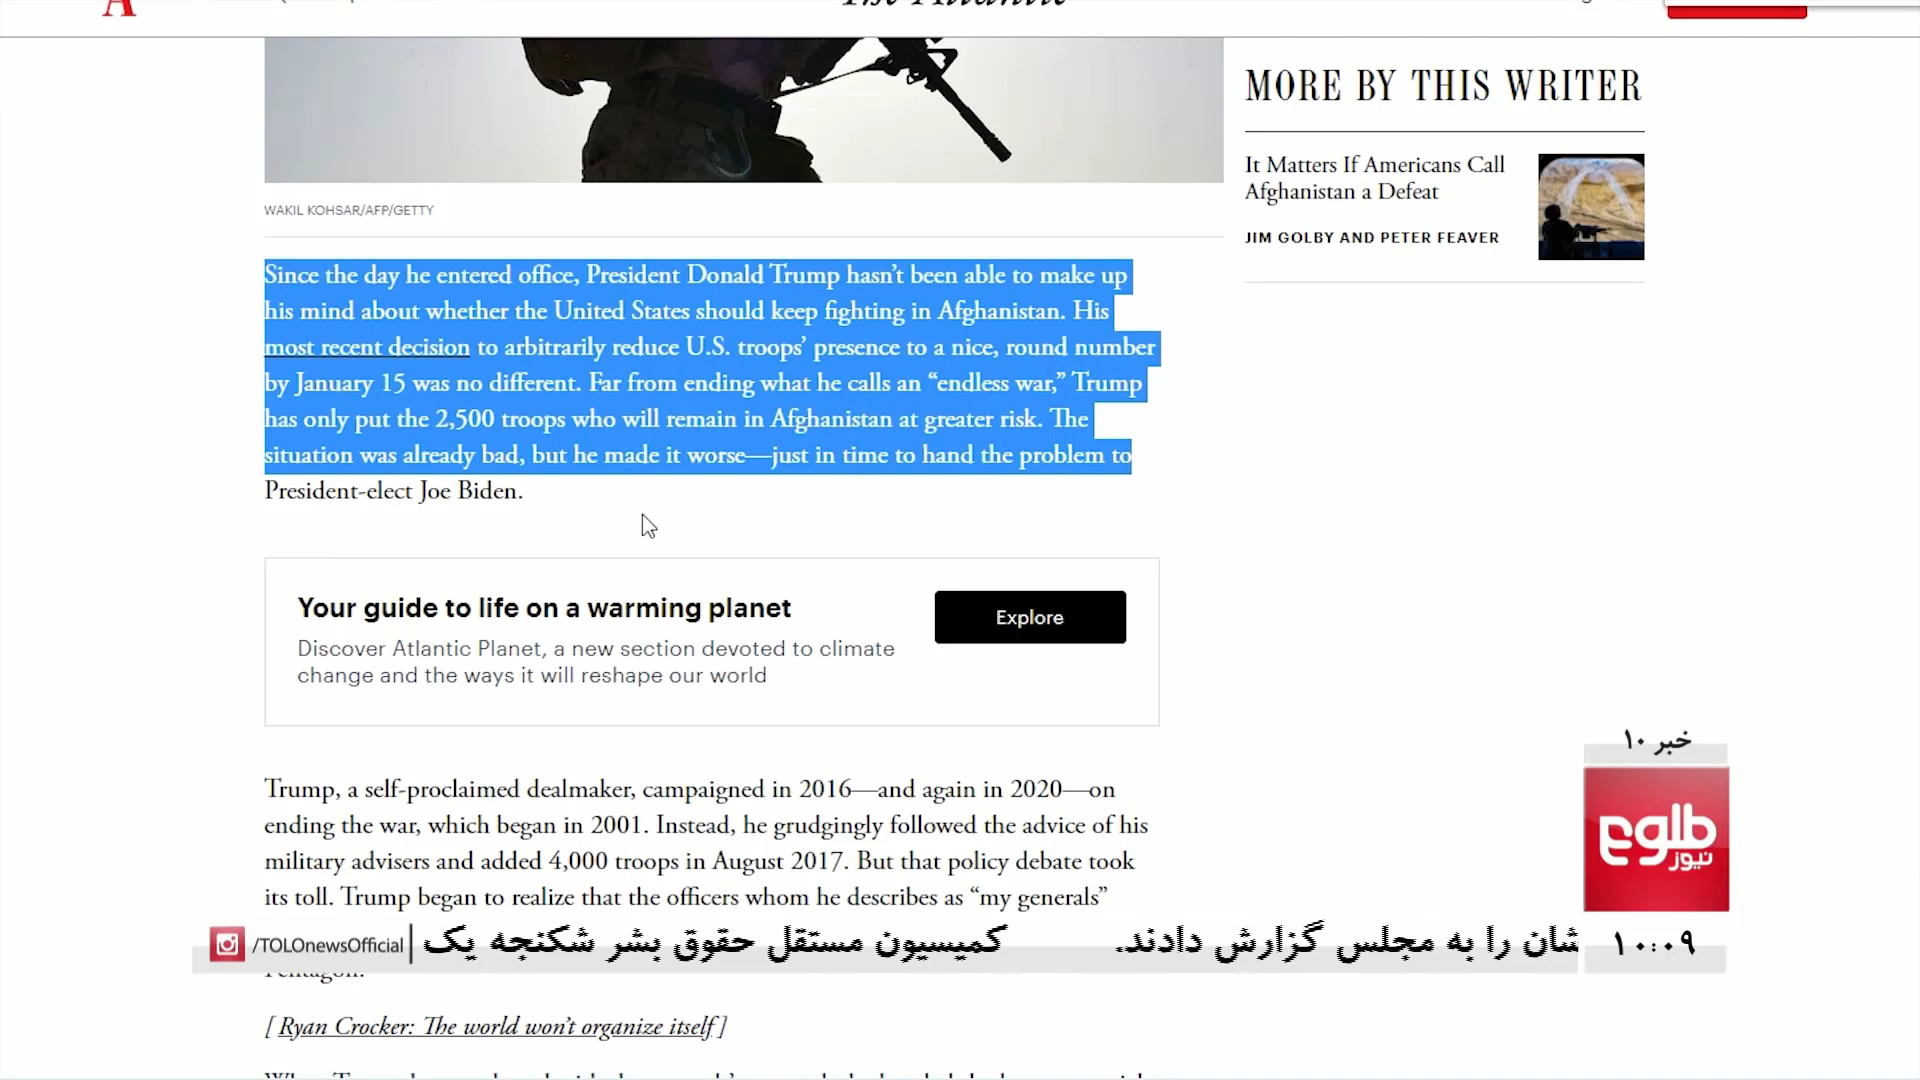 The Atlantic
MORE BY THIS WRITER
It Matters If Americans Call
Afghanistan a Defeat
JIM GOLBY AND PETER FEAVER
WAKIL KOHSAR/AFP/GETTY
Since the day he entered office, President Donald Trump hasn't been able to make up
his mind about whether the United States should keep fighting in Afghanistan. His
most recent decision to arbitrarily reduce U.S. troops' presence to a nice, round number
by January 15 was no different. Far from ending what he calls an “endless war,” Trump
has only put the 2,500 troops who will remain in Afghanistan at greater risk. The
situation was already bad, but he made it worse—just in time to hand the problem to
President-elect Joe Biden.
Your guide to life on a warming planet
Discover Atlantic Planet, a new section devoted to climate
change and the ways it will reshape our world
Explore
Trump, a self-proclaimed dealmaker, campaigned in 2016—and again in 2020—on
ending the war, which began in 2001. Instead, he grudgingly followed the advice of his
military advisers and added 4,000 troops in August 2017. But that policy debate took
its toll. Trump began to realize that the officers whom he describes as “my generals”
خبر ۱۰
طلوع
نیوز
/TOLOnewsOfficial
شان را به مجلس گزارش دادند. کمیسیون مستقل حقوق بشر شکنجه یک
۱۰:۰۹
Pentagon.
[ Ryan Crocker: The world won't organize itself ]